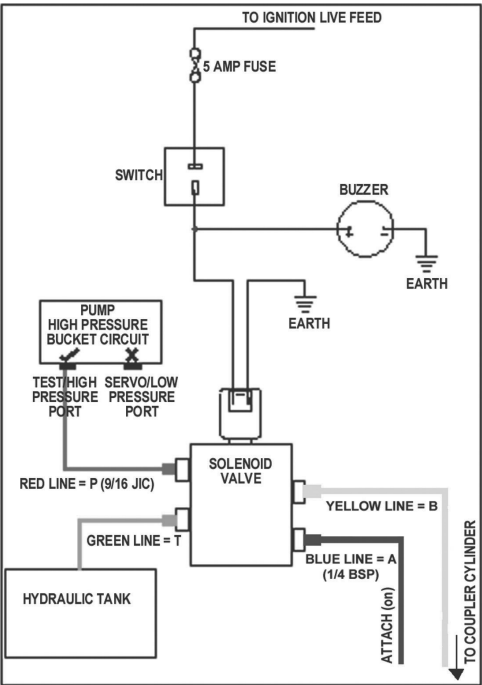 TO IGNITION LIVE FEED
5 AMP FUSE
SWITCH
BUZZER
EARTH
EARTH
PUMP
HIGH PRESSURE
BUCKET CIRCUIT
TEST/HIGH
PRESSURE
PORT
SERVO/LOW
PRESSURE
PORT
SOLENOID
VALVE
RED LINE = P (9/16 JIC)
YELLOW LINE = B
GREEN LINE = T
BLUE LINE = A
(1/4 BSP)
HYDRAULIC TANK
ATTACH (on)
TO COUPLER CYLINDER